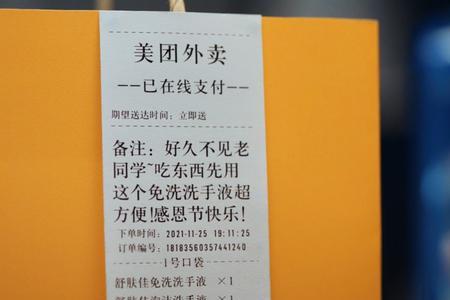 美团外卖
--已在线支付--
期望送达时间：立即送
备注：好久不见老
同学~吃东西先用
这个免洗洗手液超
方便!感恩节快乐!
下单时间：2021-11-25 19:11:25
订单编号：18183560357441240
1号口袋
舒肤佳免洗洗手液 ×1